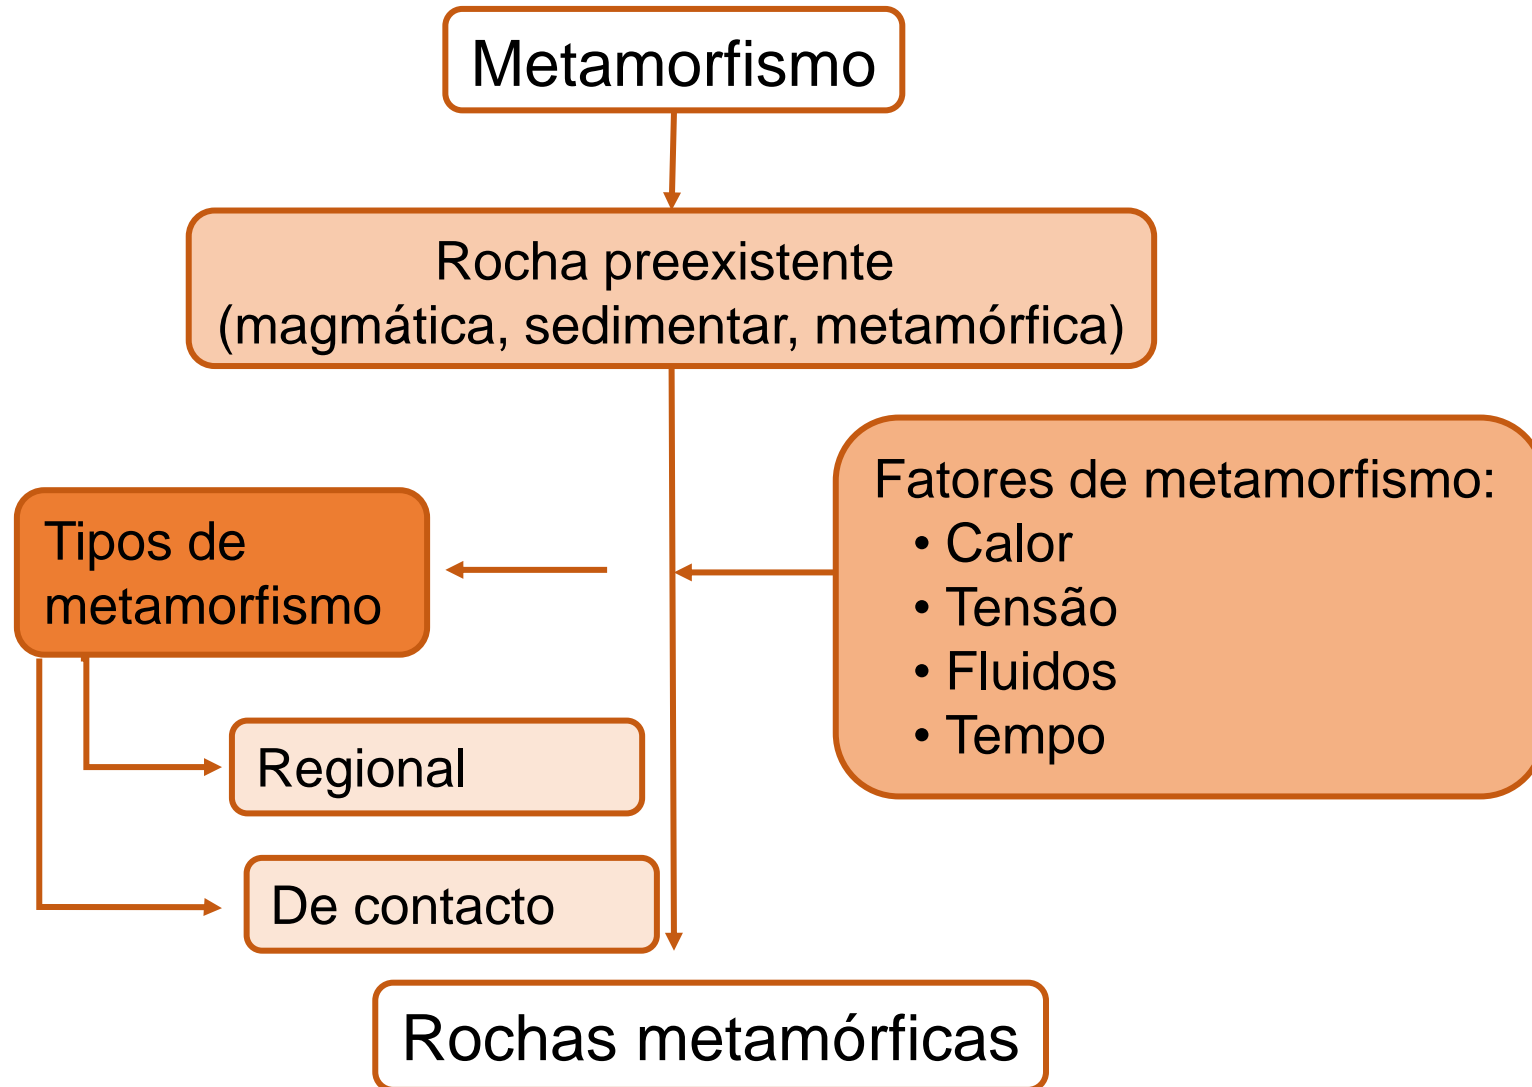 Metamorfismo
Rocha preexistente
(magmática, sedimentar, metamórfica)
Fatores de metamorfismo:
• Calor
• Tensão
• Fluidos
• Tempo
Tipos de
metamorfismo
Regional
De contacto
Rochas metamórficas